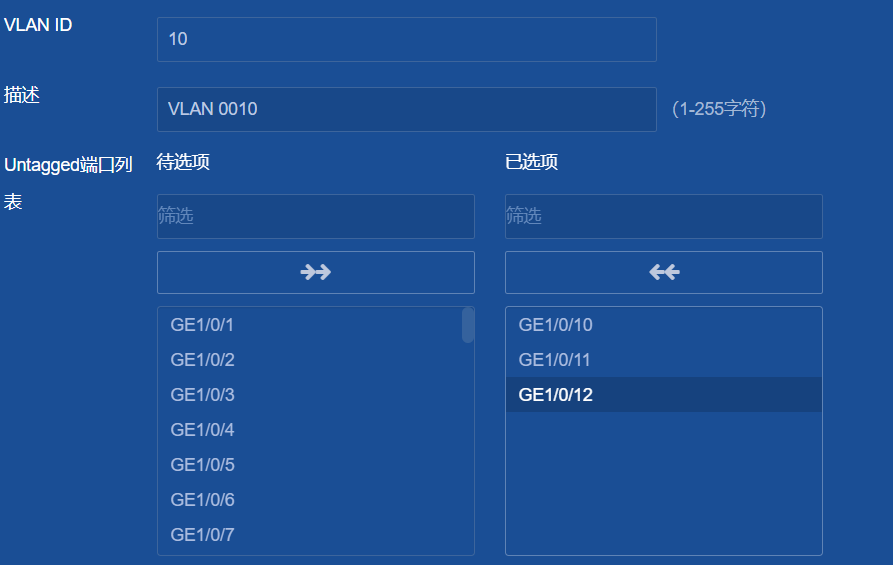 VLAN ID
10
描述
VLAN 0010
(1-255字符)
Untagged端口列表
待选项
已选项
筛选
筛选
GE1/0/1
GE1/0/2
GE1/0/3
GE1/0/4
GE1/0/5
GE1/0/6
GE1/0/7
GE1/0/10
GE1/0/11
GE1/0/12